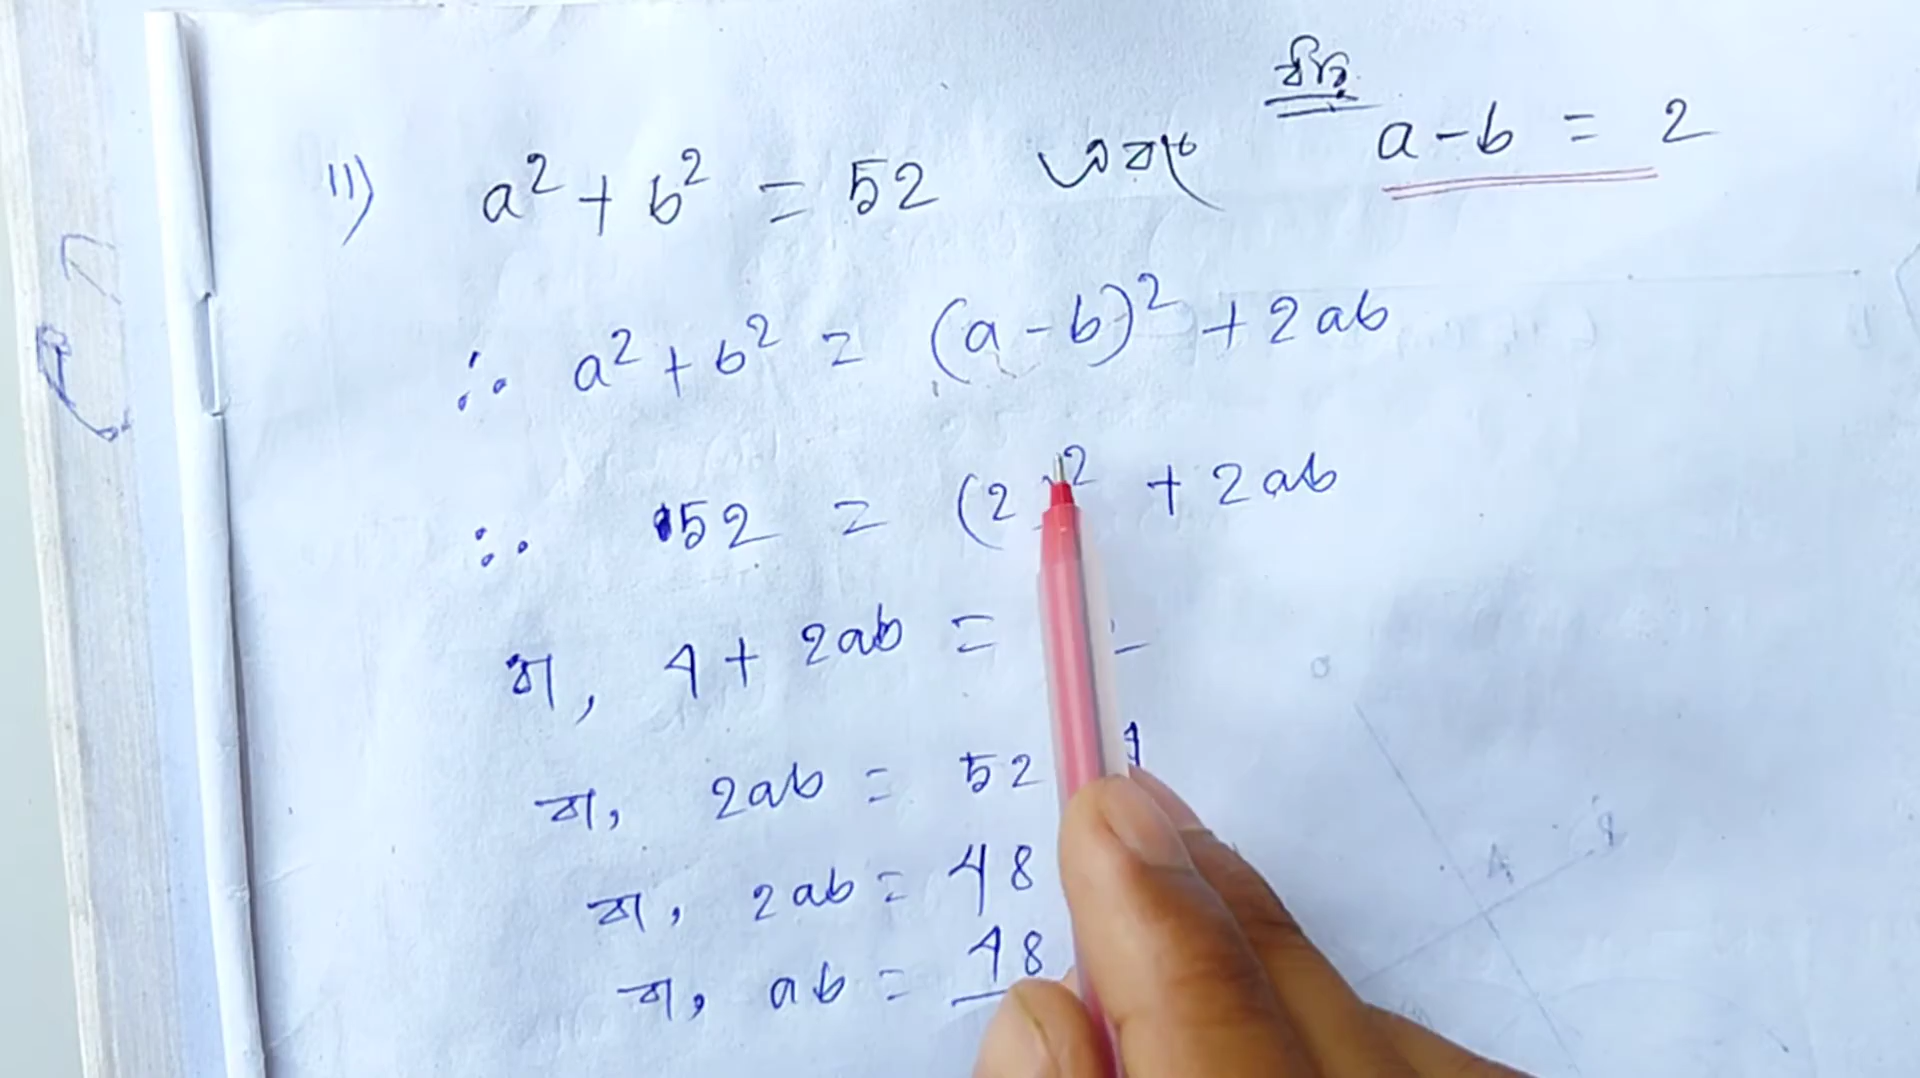 যদি
11) a² + b² = 52 এবং a - b = 2
∴ a² + b² = (a - b)² + 2ab
∴ 52 = (2)² + 2ab
বা, 4 + 2ab =
বা, 2ab = 52 4
বা, 2ab = 48
বা, ab = 48
A